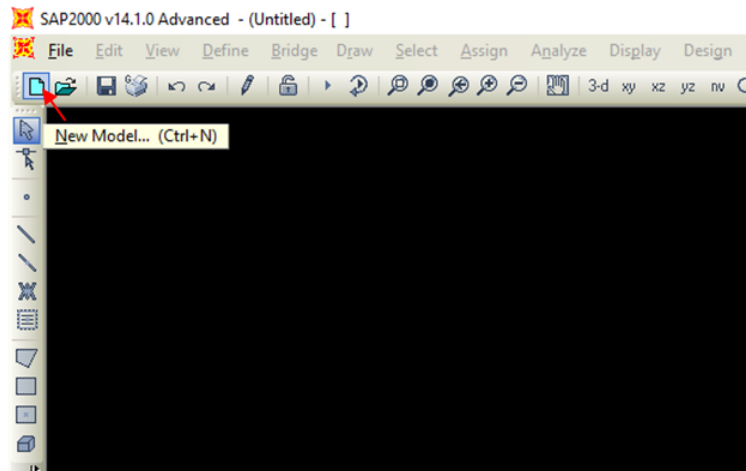 SAP2000 v14.1.0 Advanced - (Untitled) - [ ]
File Edit View Define Bridge Draw Select Assign Analyze Display Design
3-d xy xz yz nv
New Model... (Ctrl+N)